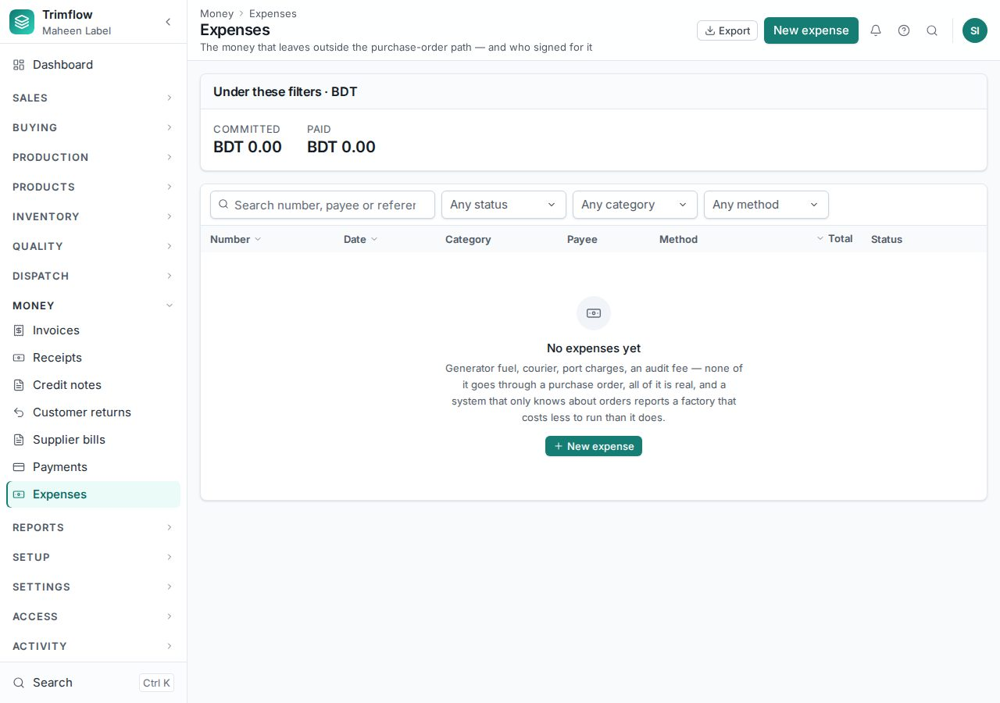 Trimflow
Maheen Label
Dashboard
SALES
BUYING
PRODUCTION
PRODUCTS
INVENTORY
QUALITY
DISPATCH
MONEY
Invoices
Receipts
Credit notes
Customer returns
Supplier bills
Payments
Expenses
REPORTS
SETUP
SETTINGS
ACCESS
ACTIVITY
Search Ctrl K
Money > Expenses
Expenses
The money that leaves outside the purchase-order path — and who signed for it
Export New expense SI
Under these filters · BDT
COMMITTED PAID
BDT 0.00 BDT 0.00
Search number, payee or referer Any status Any category Any method
Number Date Category Payee Method Total Status
No expenses yet
Generator fuel, courier, port charges, an audit fee — none of
it goes through a purchase order, all of it is real, and a
system that only knows about orders reports a factory that
costs less to run than it does.
+ New expense